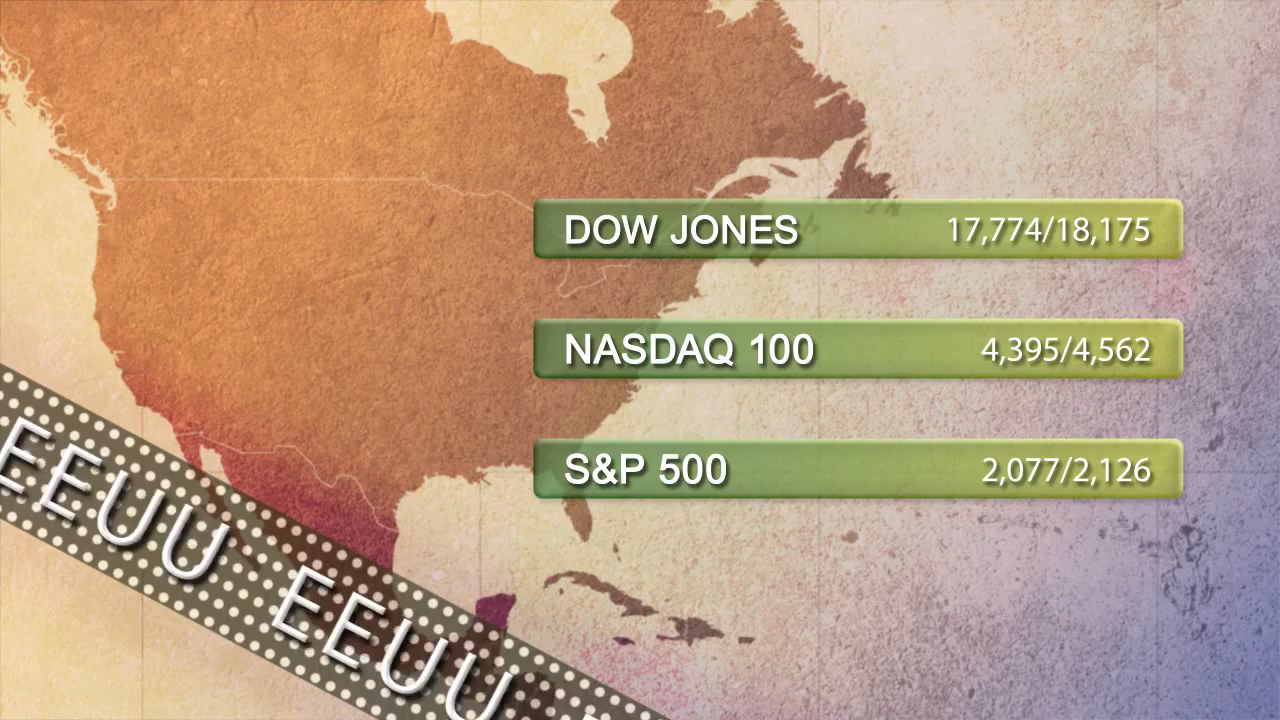 DOW JONES 17,774/18,175
NASDAQ 100 4,395/4,562
S&P 500 2,077/2,126
EEUU EEUU